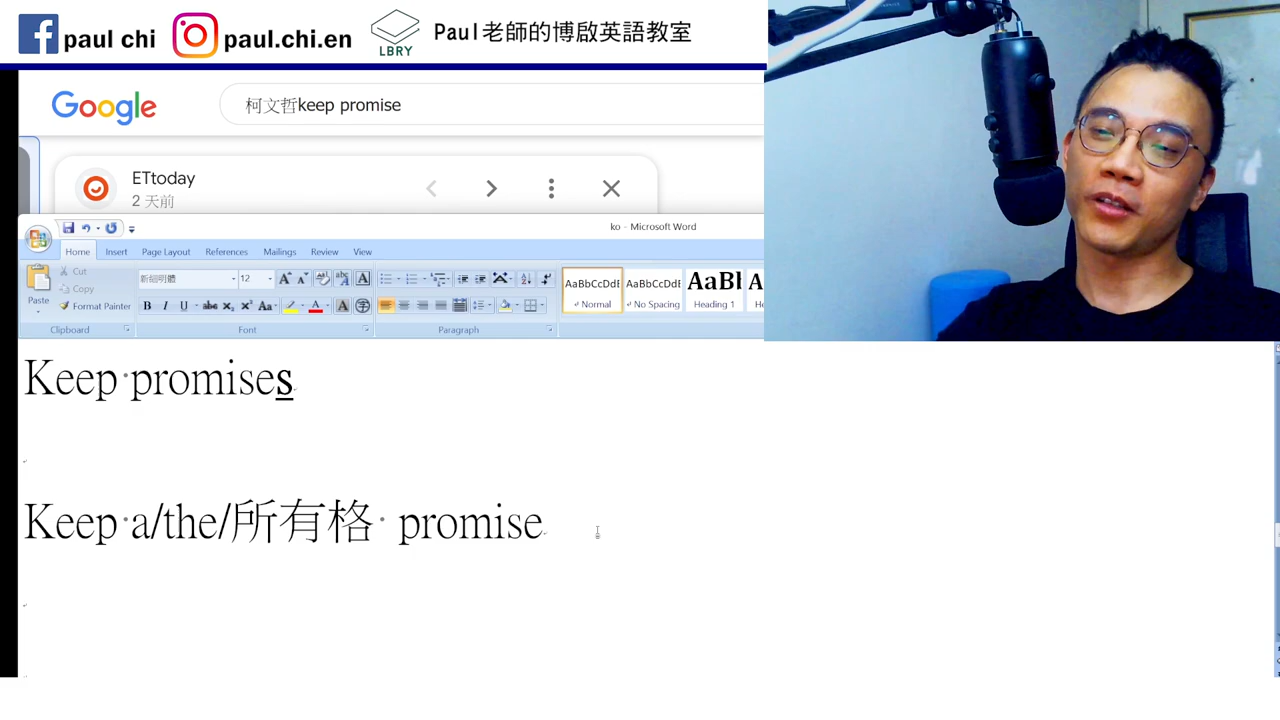 paul chi
paul.chi.en
LBRY
Paul老師的博啟英語教室
Google
柯文哲keep promise
ETtoday
2 天前
ko - Microsoft Word
Home Insert Page Layout References Mailings Review View
Cut
Copy
Format Painter
Paste
新細明體 12
AaBbCcDdE AaBbCcDdE AaBb
Normal No Spacing Heading 1
Clipboard Font Paragraph
Keep promises
Keep a/the/所有格 promise